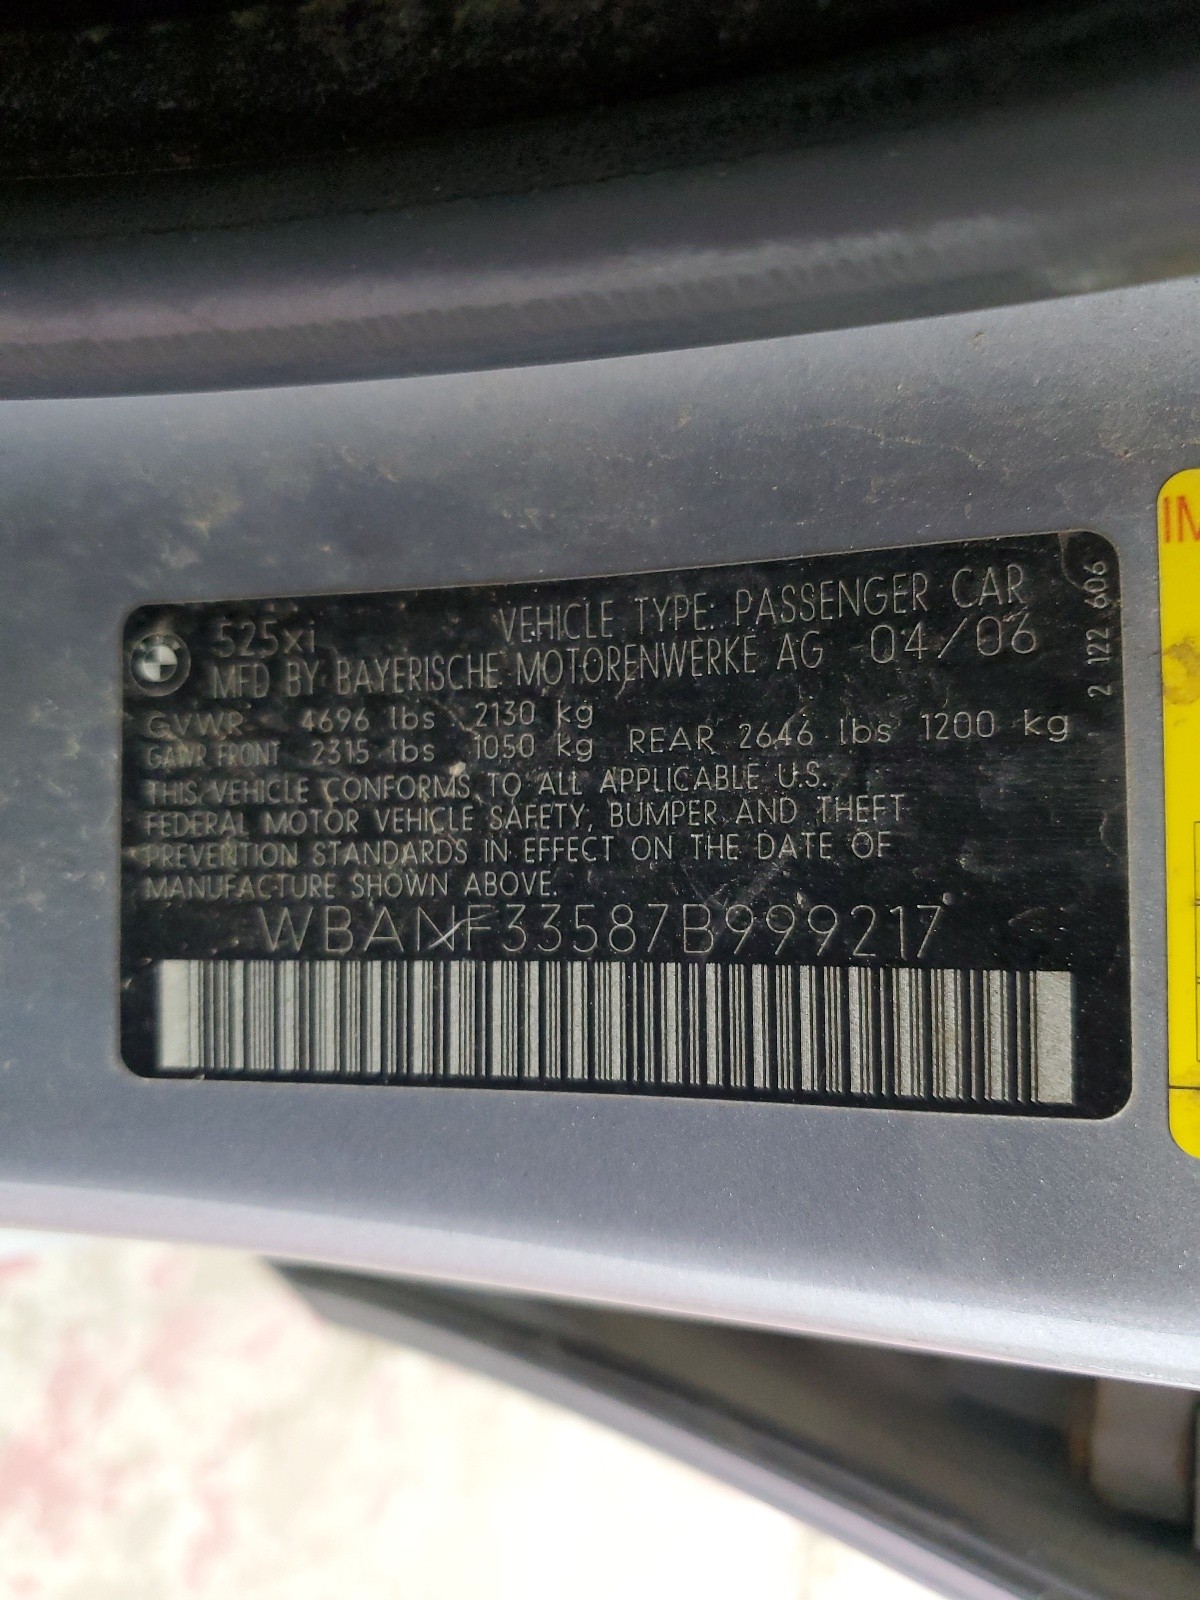 525xi VEHICLE TYPE: PASSENGER CAR
MFD BY BAYERISCHE MOTORENWERKE AG 04/06
GVWR 4696 lbs 2130 kg
GAWR FRONT 2315 lbs 1050 kg REAR 2646 lbs 1200 kg
THIS VEHICLE CONFORMS TO ALL APPLICABLE U.S.
FEDERAL MOTOR VEHICLE SAFETY, BUMPER AND THEFT
PREVENTION STANDARDS IN EFFECT ON THE DATE OF
MANUFACTURE SHOWN ABOVE.
WBANF33587B999217
2 122 606